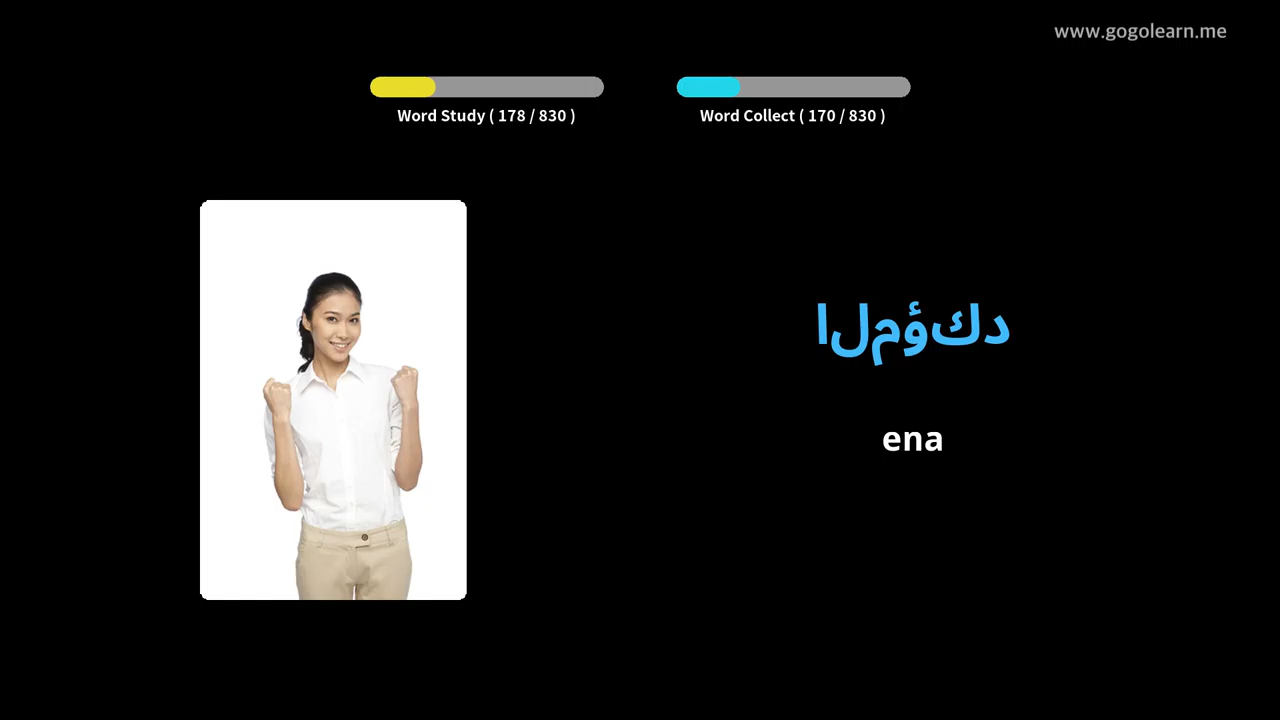 www.gogolearn.me
Word Study ( 178 / 830 )
Word Collect ( 170 / 830 )
المؤكد
ena